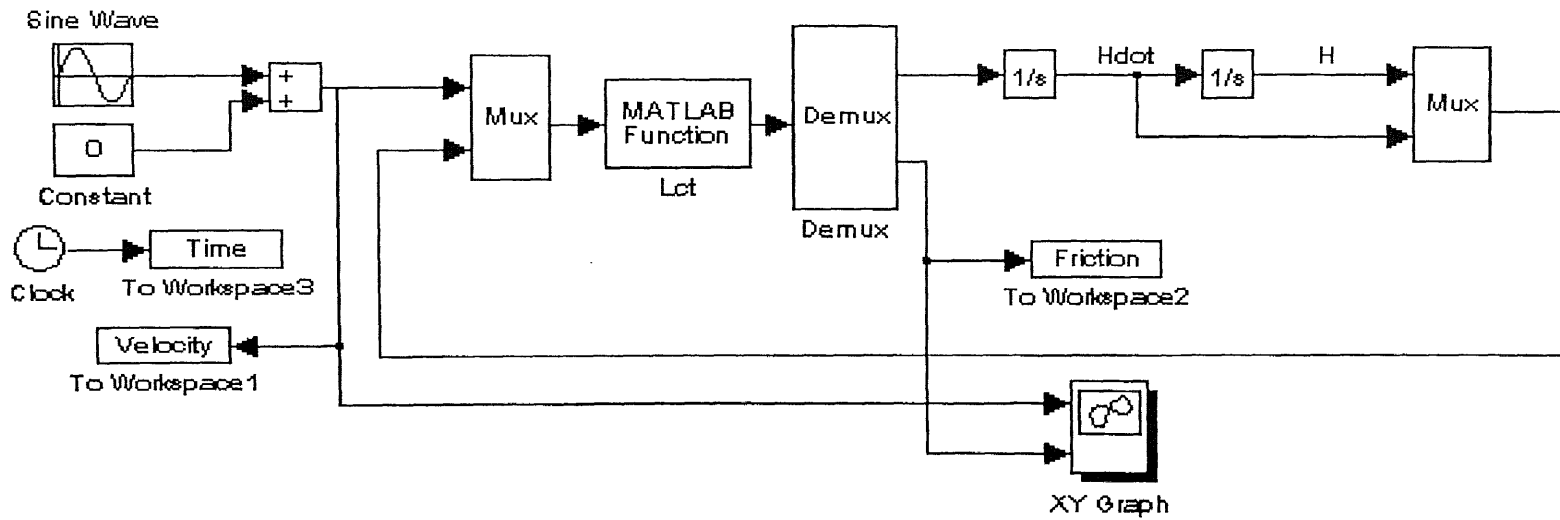 Sine Wave
+
+
0
Constant
Mux
MATLAB
Function
Lct
Demux
Demux
1/s
Hdot
1/s
H
Mux
Time
To Workspace3
Clock
Velocity
To Workspace1
Friction
To Workspace2
XY Graph